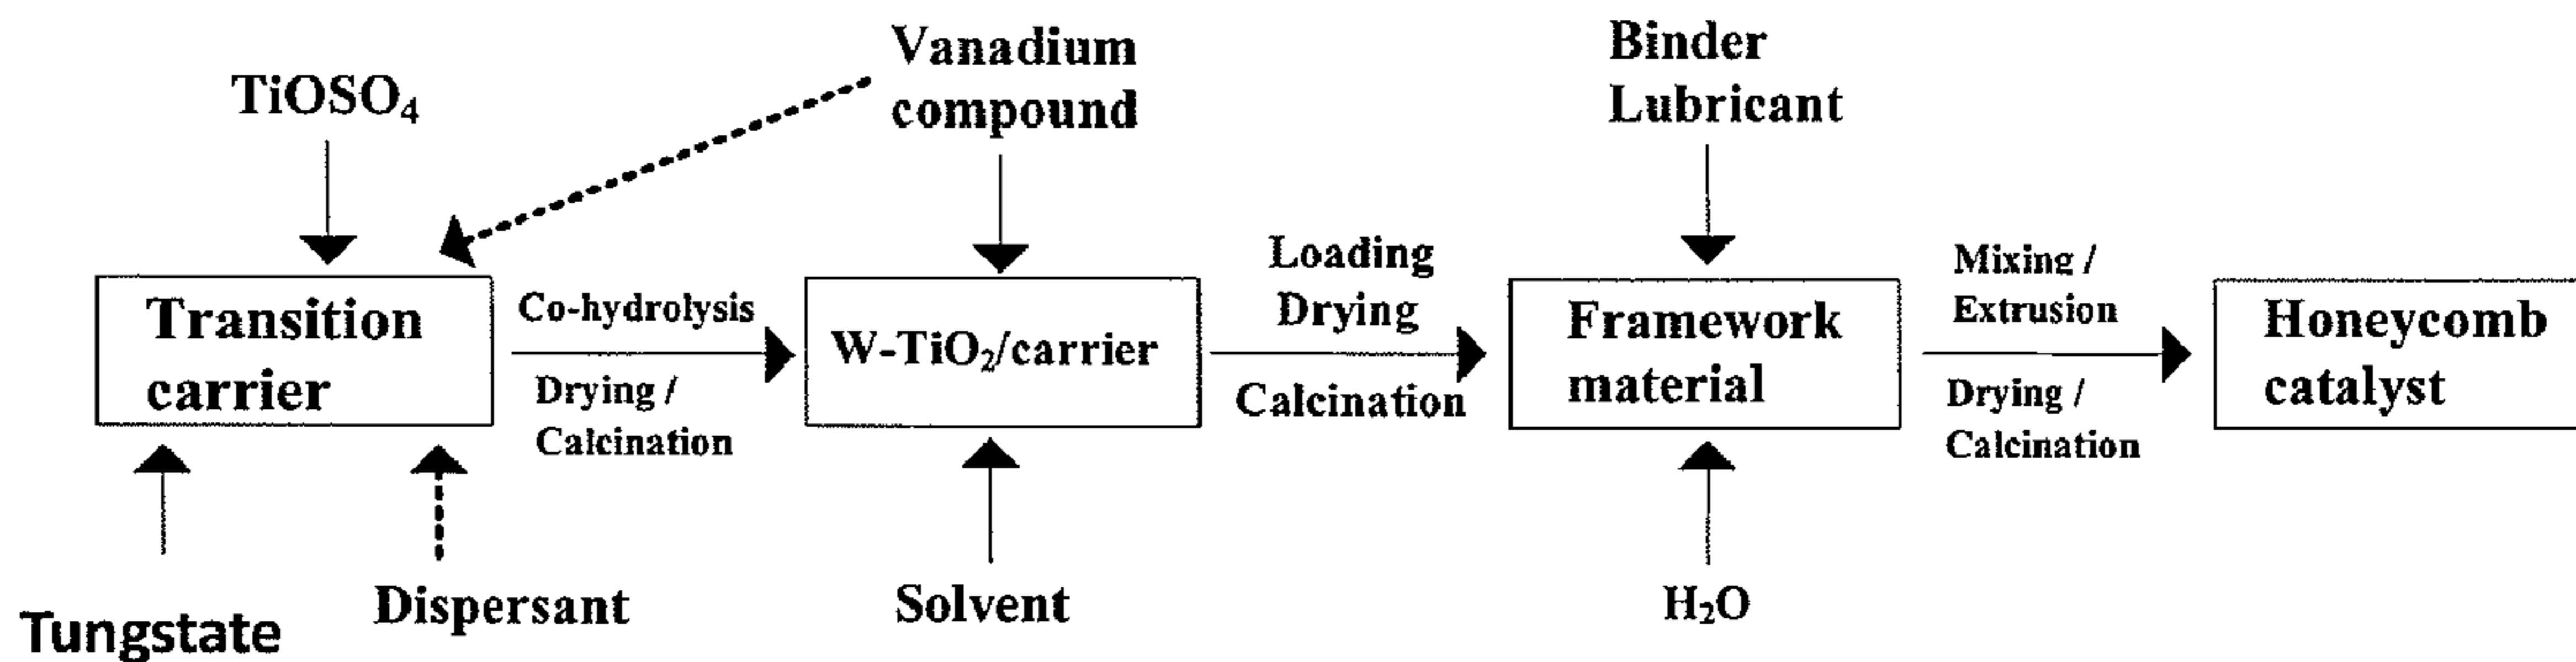 TiOSO₄
Vanadium
compound
Binder
Lubricant
Transition
carrier
Co-hydrolysis
Drying /
Calcination
W-TiO₂/carrier
Loading
Drying
Calcination
Framework
material
Mixing /
Extrusion
Drying /
Calcination
Honeycomb
catalyst
Tungstate
Dispersant
Solvent
H₂O